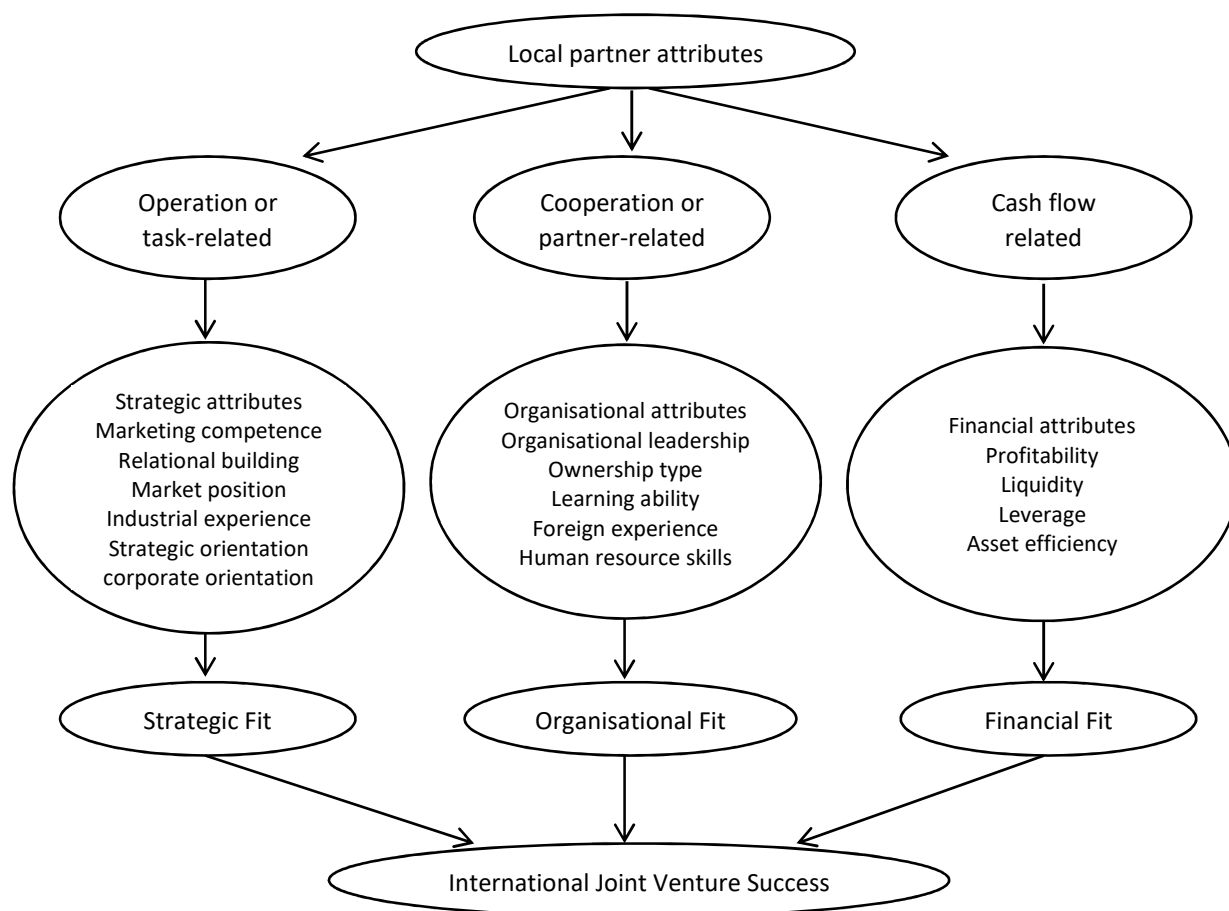 Local partner attributes
Operation or
task-related
Cooperation or
partner-related
Cash flow
related
Strategic attributes
Marketing competence
Relational building
Market position
Industrial experience
Strategic orientation
corporate orientation
Organisational attributes
Organisational leadership
Ownership type
Learning ability
Foreign experience
Human resource skills
Financial attributes
Profitability
Liquidity
Leverage
Asset efficiency
Strategic Fit
Organisational Fit
Financial Fit
International Joint Venture Success